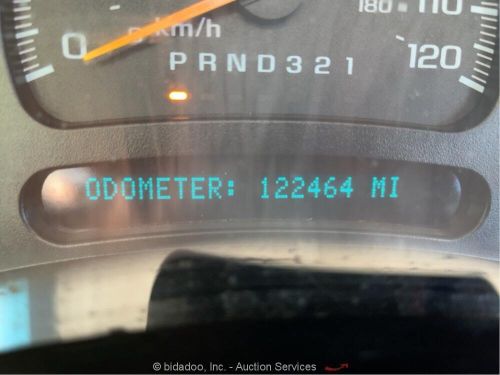 180 110
km/h
0 120
PRND321
ODOMETER: 122464 MI
© bidadoo, Inc. - Auction Services